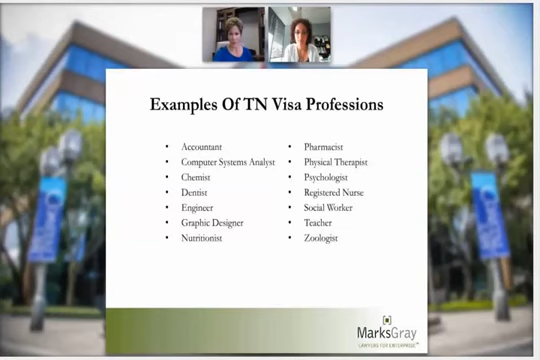 Examples Of TN Visa Professions
• Accountant
• Computer Systems Analyst
• Chemist
• Dentist
• Engineer
• Graphic Designer
• Nutritionist
• Pharmacist
• Physical Therapist
• Psychologist
• Registered Nurse
• Social Worker
• Teacher
• Zoologist
MarksGray
LAWYERS FOR ENTERPRISE